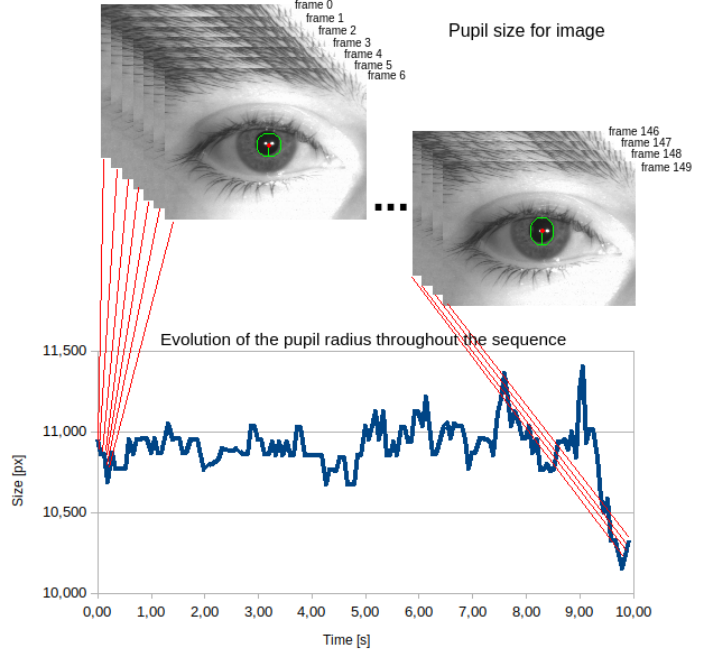 frame 0
frame 1
frame 2
frame 3
frame 4
frame 5
frame 6
Pupil size for image
frame 146
frame 147
frame 148
frame 149
...
Evolution of the pupil radius throughout the sequence
11,500
11,000
10,500
10,000
Size [px]
0,00 1,00 2,00 3,00 4,00 5,00 6,00 7,00 8,00 9,00 10,00
Time [s]